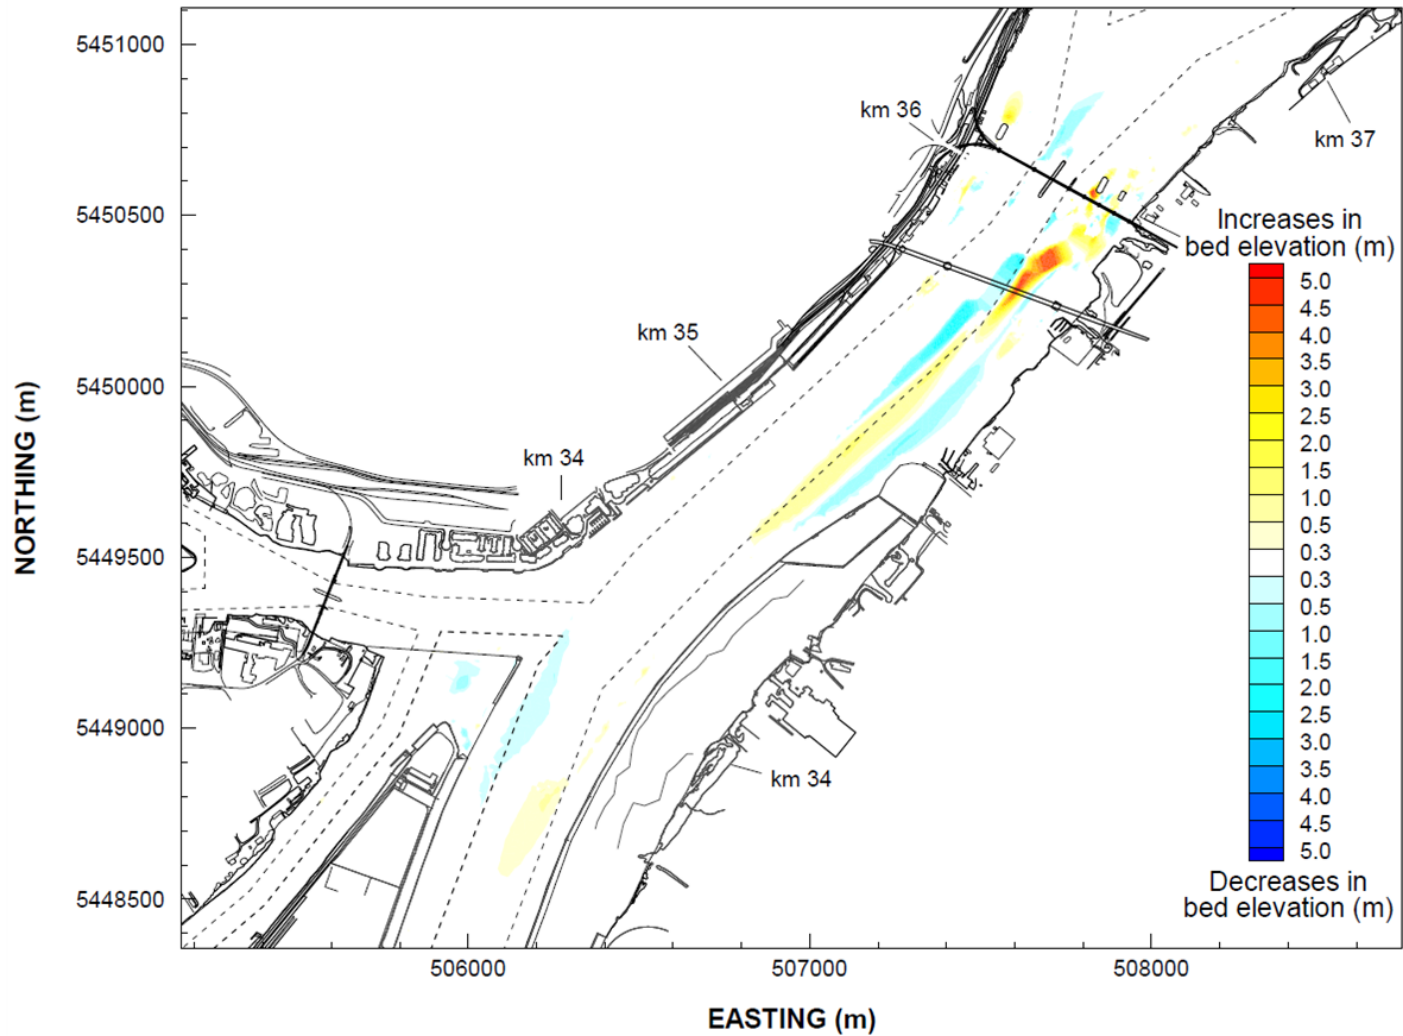 5451000
km 36
km 37
5450500
Increases in
bed elevation (m)
5.0
4.5
km 35
4.0
3.5
5450000
3.0
2.5
2.0
NORTHING (m)
km 34
1.5
1.0
0.5
5449500
0.3
0.3
0.5
1.0
1.5
2.0
5449000
2.5
3.0
km 34
3.5
4.0
4.5
5.0
5448500
Decreases in
bed elevation (m)
506000
507000
508000
EASTING (m)